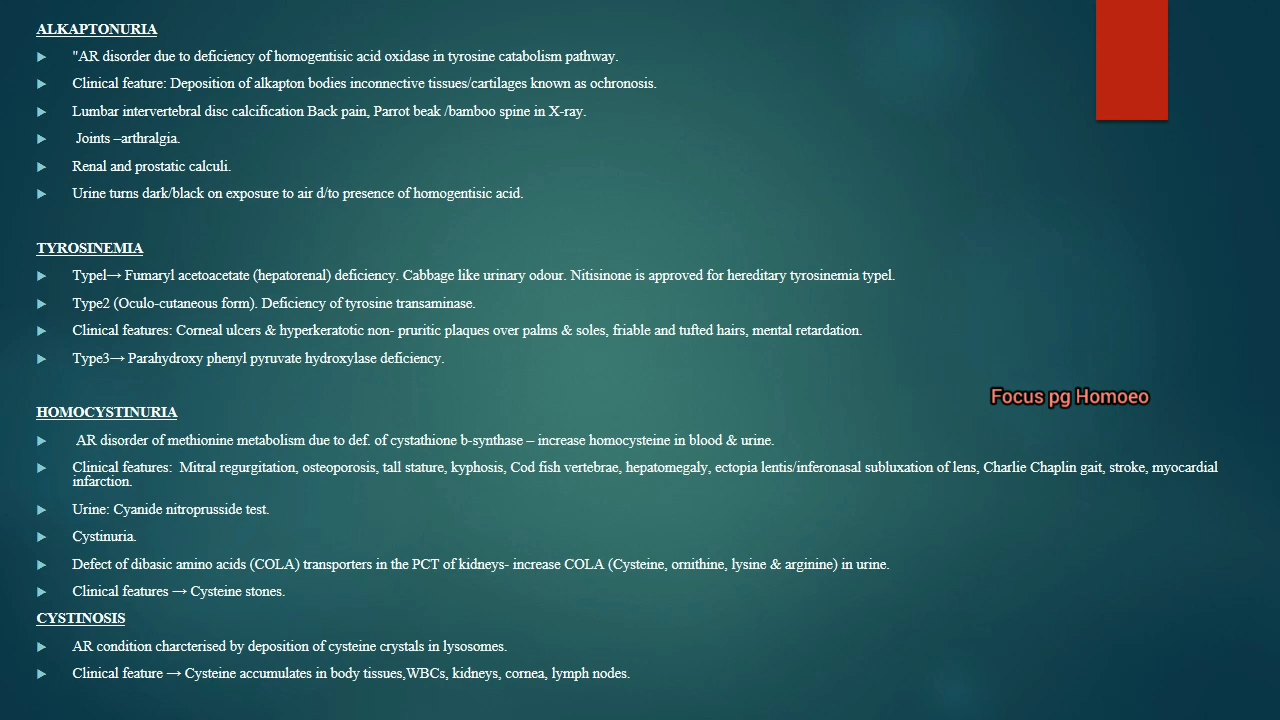 ALKAPTONURIA
"AR disorder due to deficiency of homogentisic acid oxidase in tyrosine catabolism pathway.
Clinical feature: Deposition of alkapton bodies inconnective tissues/cartilages known as ochronosis.
Lumbar intervertebral disc calcification Back pain, Parrot beak /bamboo spine in X-ray.
Joints –arthralgia.
Renal and prostatic calculi.
Urine turns dark/black on exposure to air d/to presence of homogentisic acid.
TYROSINEMIA
Typel→ Fumaryl acetoacetate (hepatorenal) deficiency. Cabbage like urinary odour. Nitisinone is approved for hereditary tyrosinemia typel.
Type2 (Oculo-cutaneous form). Deficiency of tyrosine transaminase.
Clinical features: Corneal ulcers & hyperkeratotic non- pruritic plaques over palms & soles, friable and tufted hairs, mental retardation.
Type3→ Parahydroxy phenyl pyruvate hydroxylase deficiency.
Focus pg Homoeo
HOMOCYSTINURIA
AR disorder of methionine metabolism due to def. of cystathione b-synthase – increase homocysteine in blood & urine.
Clinical features:  Mitral regurgitation, osteoporosis, tall stature, kyphosis, Cod fish vertebrae, hepatomegaly, ectopia lentis/inferonasal subluxation of lens, Charlie Chaplin gait, stroke, myocardial
infarction.
Urine: Cyanide nitroprusside test.
Cystinuria.
Defect of dibasic amino acids (COLA) transporters in the PCT of kidneys- increase COLA (Cysteine, ornithine, lysine & arginine) in urine.
Clinical features → Cysteine stones.
CYSTINOSIS
AR condition charcterised by deposition of cysteine crystals in lysosomes.
Clinical feature → Cysteine accumulates in body tissues,WBCs, kidneys, cornea, lymph nodes.